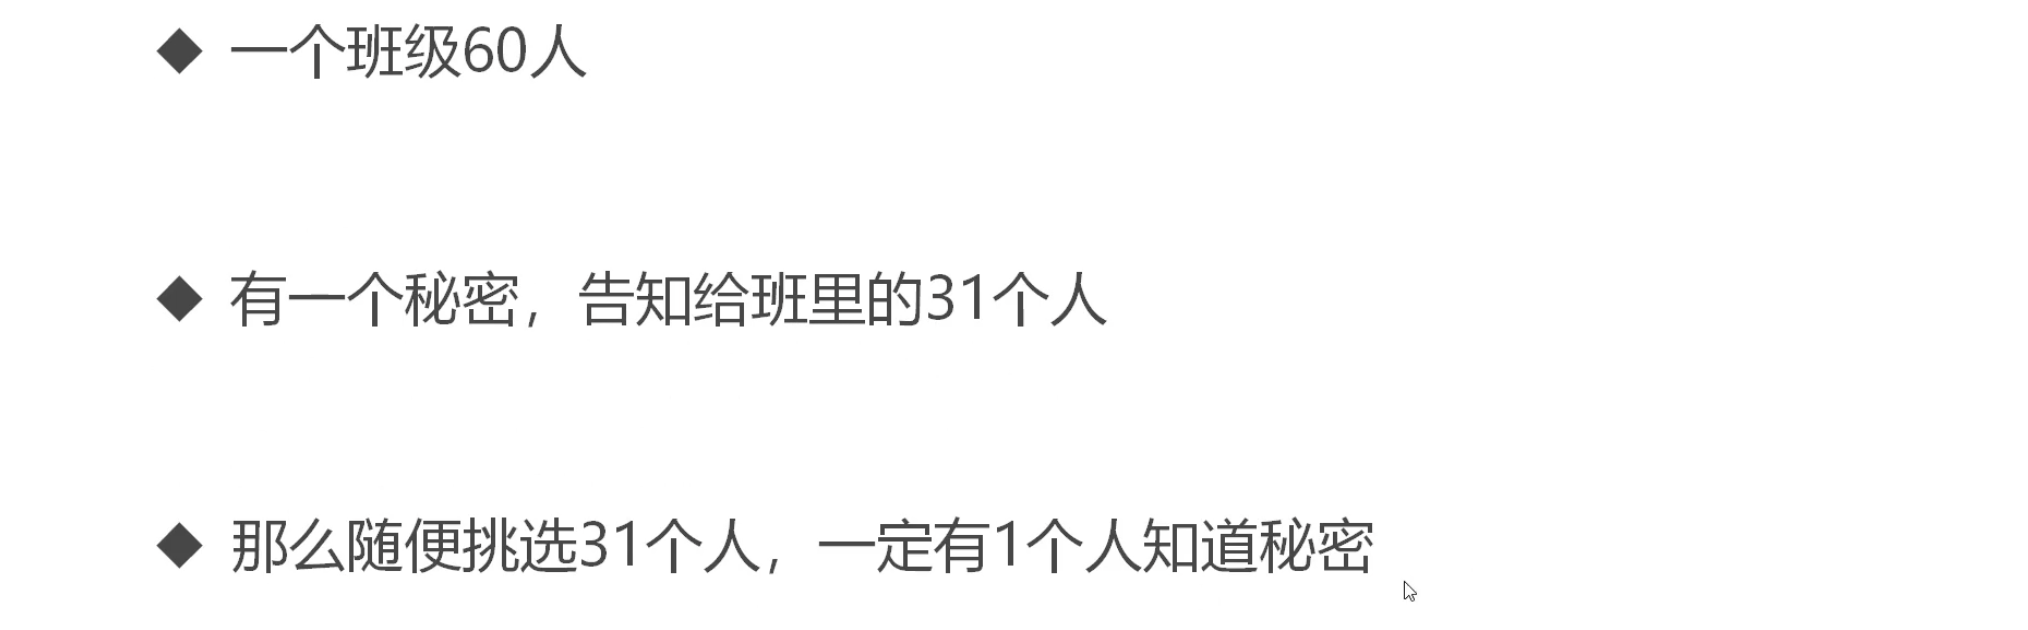 ◆ 一个班级60人
◆ 有一个秘密，告知给班里的31个人
◆ 那么随便挑选31个人，一定有1个人知道秘密